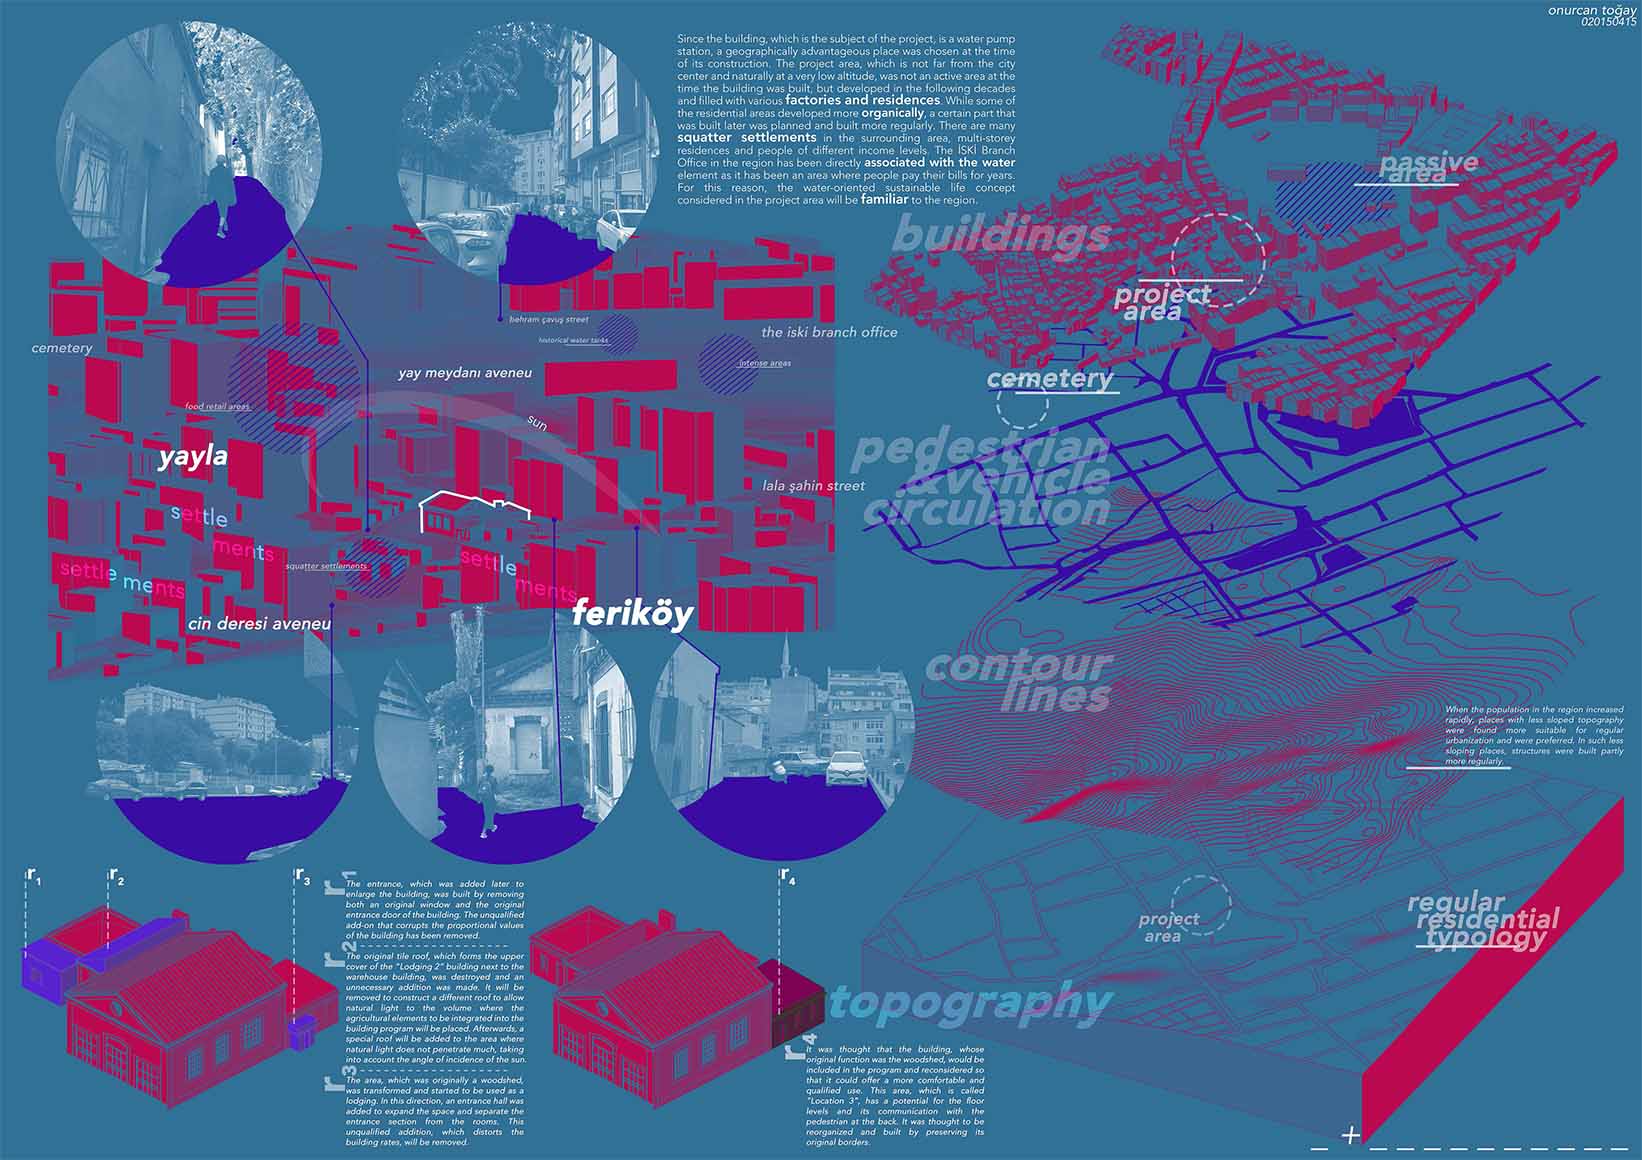 onurcan toğay
020150415
Since the building, which is the subject of the project, is a water pump
station, a geographically advantageous place was chosen at the time
of its construction. The project area, which is not far from the city
center and naturally at a very low altitude, was not an active area at the
time the building was built, but developed in the following decades
and filled with various factories and residences. While some of
the residential areas developed more organically, a certain part that
was built later was planned and built more regularly. There are many
squatter settlements in the surrounding area, multi-storey
residences and people of different income levels. The İSKİ Branch
Office in the region has been directly associated with the water
element as it has been an area where people pay their bills for years.
For this reason, the water-oriented sustainable life concept
considered in the project area will be familiar to the region.
passive
area
buildings
project
area
behram çavuş street
historical water tanks
the iski branch office
cemetery
intense areas
yay meydanı aveneu
cemetery
food retail areas
sun
yayla
pedestrian
&vehicle
circulation
lala şahin street
settle
ments
settle ments
squatter settlements
settle
ments
cin deresi aveneu
feriköy
contour
lines
When the population in the region increased
rapidly, places with less sloped topography
were found more suitable for regular
urbanization and were preferred. In such less
sloping places, structures were built partly
more regularly.
r1
r2
r3
r4
r1
The entrance, which was added later to
enlarge the building, was built by removing
both an original window and the original
entrance door of the building. The unqualified
add-on that corrupts the proportional values
of the building has been removed.
r2
The original tile roof, which forms the upper
cover of the "Lodging 2" building next to the
warehouse building, was destroyed and an
unnecessary addition was made. It will be
removed to construct a different roof to allow
natural light to the volume where the
agricultural elements to be integrated into the
building program will be placed. Afterwards, a
special roof will be added to the area where
natural light does not penetrate much, taking
into account the angle of incidence of the sun.
r3
The area, which was originally a woodshed,
was transformed and started to be used as a
lodging. In this direction, an entrance hall was
added to expand the space and separate the
entrance section from the rooms. This
unqualified addition, which distorts the
building rates, will be removed.
project
area
regular
residential
typology
topography
r4
It was thought that the building, whose
original function was the woodshed, would be
included in the program and reconsidered so
that it could offer a more comfortable and
qualified use. This area, which is called
"Location 3", has a potential for the floor
levels and its communication with the
pedestrian at the back. It was thought to be
reorganized and built by preserving its
original borders.